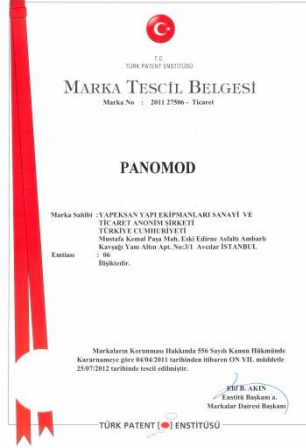 T.C.
TÜRK PATENT ENSTİTÜSÜ
MARKA TESCİL BELGESİ
Marka No : 2011 27506 - Ticaret
PANOMOD
Marka Sahibi : YAPEKSAN YAPI EKİPMANLARI SANAYİ VE
TİCARET ANONİM ŞİRKETİ
TÜRKİYE CUMHURİYETİ
Mustafa Kemal Paşa Mah. Eski Edirne Asfaltı Ambarlı
Kavşağı Yanı Altın Apt. No:3/1 Avcılar İSTANBUL
Emtiası : 06
İlişiktedir.
Markaların Korunması Hakkında 556 Sayılı Kanun Hükmünde
Kararnameye göre 04/04/2011 tarihinden itibaren ON YIL müddetle
25/07/2012 tarihinde tescil edilmiştir.
Elif B. AKIN
Enstitü Başkanı a.
Markalar Dairesi Başkanı
TÜRK PATENT ENSTİTÜSÜ